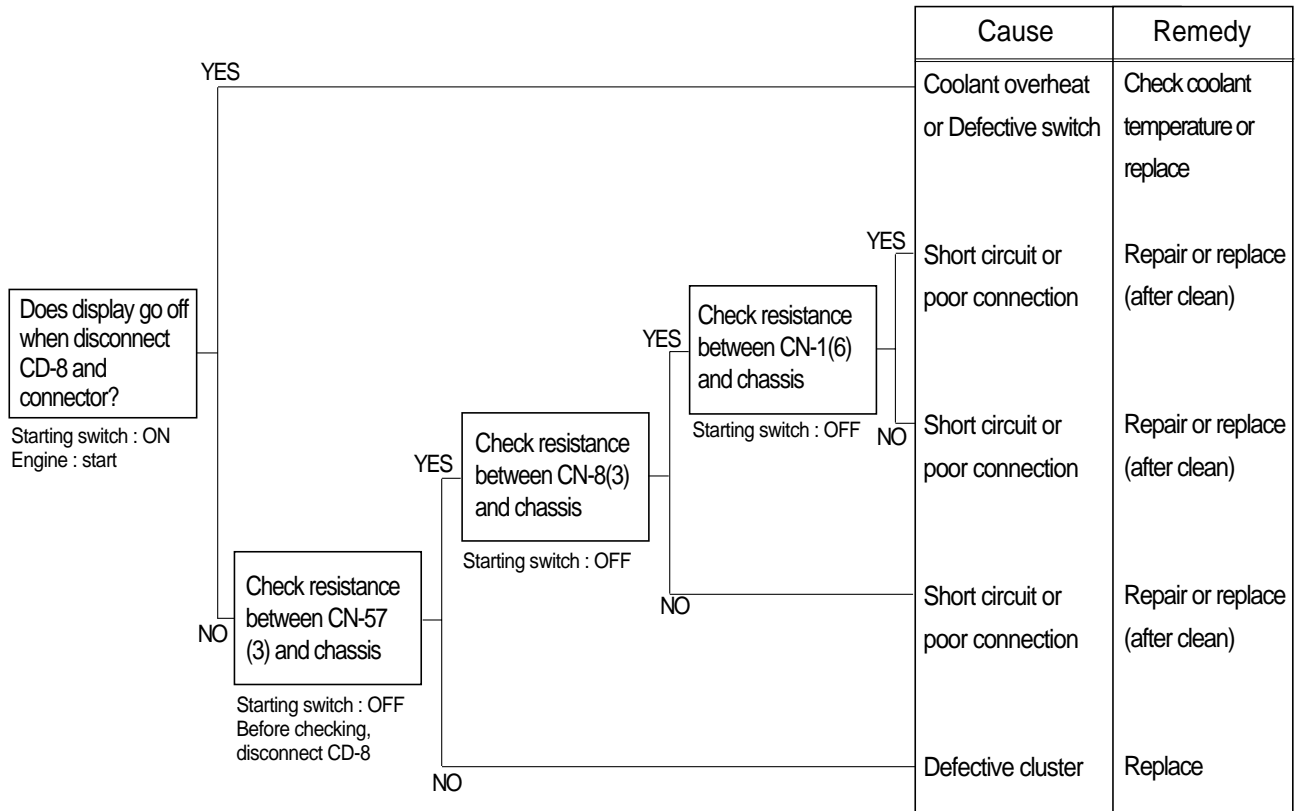 Cause
Remedy
YES
Coolant overheat
or Defective switch
Check coolant
temperature or
replace
YES
Short circuit or
poor connection
Repair or replace
(after clean)
Does display go off
when disconnect
CD-8 and
connector?
Starting switch : ON
Engine : start
YES
Check resistance
between CN-1(6)
and chassis
Starting switch : OFF
NO
Short circuit or
poor connection
Repair or replace
(after clean)
YES
Check resistance
between CN-8(3)
and chassis
Starting switch : OFF
NO
Short circuit or
poor connection
Repair or replace
(after clean)
NO
Check resistance
between CN-57
(3) and chassis
Starting switch : OFF
Before checking,
disconnect CD-8
NO
Defective cluster
Replace